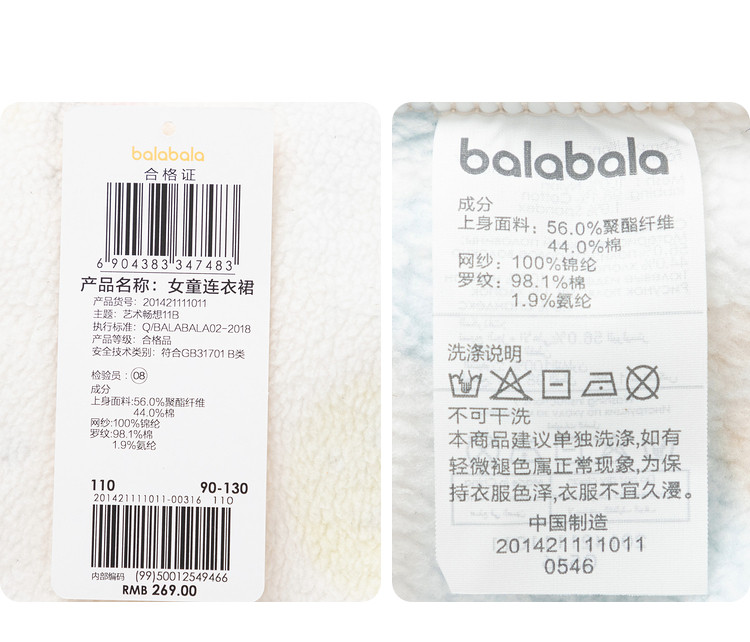 balabala
合格证
6 904383 347483
产品名称：女童连衣裙
产品货号：201421111011
主题：艺术畅想11B
执行标准：Q/BALABALA02-2018
产品等级：合格品
安全技术类别：符合GB31701 B类
检验员：08
成分
上身面料:56.0%聚酯纤维
44.0%棉
网纱:100%锦纶
罗纹:98.1%棉
1.9%氨纶
110 90-130
201421111011-00316 110
内部编码 (99)50012549466
RMB 269.00
balabala
成分
上身面料：56.0%聚酯纤维
44.0%棉
网纱：100%锦纶
罗纹：98.1%棉
1.9%氨纶
洗涤说明
不可干洗
本商品建议单独洗涤,如有
轻微褪色属正常现象,为保
持衣服色泽,衣服不宜久漫。
中国制造
201421111011
0546